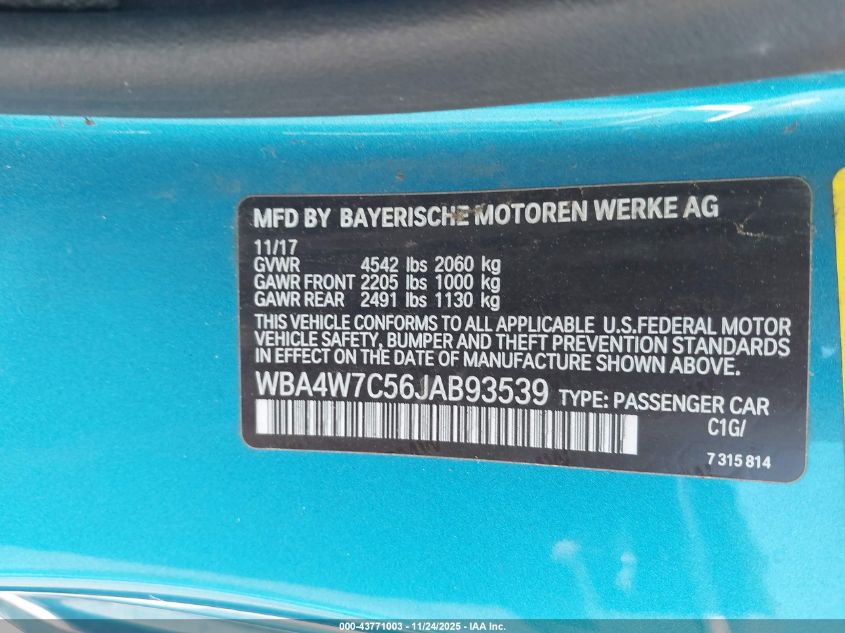 MFD BY BAYERISCHE MOTOREN WERKE AG
11/17
GVWR 4542 lbs 2060 kg
GAWR FRONT 2205 lbs 1000 kg
GAWR REAR 2491 lbs 1130 kg
THIS VEHICLE CONFORMS TO ALL APPLICABLE U.S.FEDERAL MOTOR
VEHICLE SAFETY, BUMPER AND THEFT PREVENTION STANDARDS
IN EFFECT ON THE DATE OF MANUFACTURE SHOWN ABOVE.
WBA4W7C56JAB93539 TYPE: PASSENGER CAR
C1G/
7 315 814
000-43771003 - 11/24/2025 - IAA Inc.